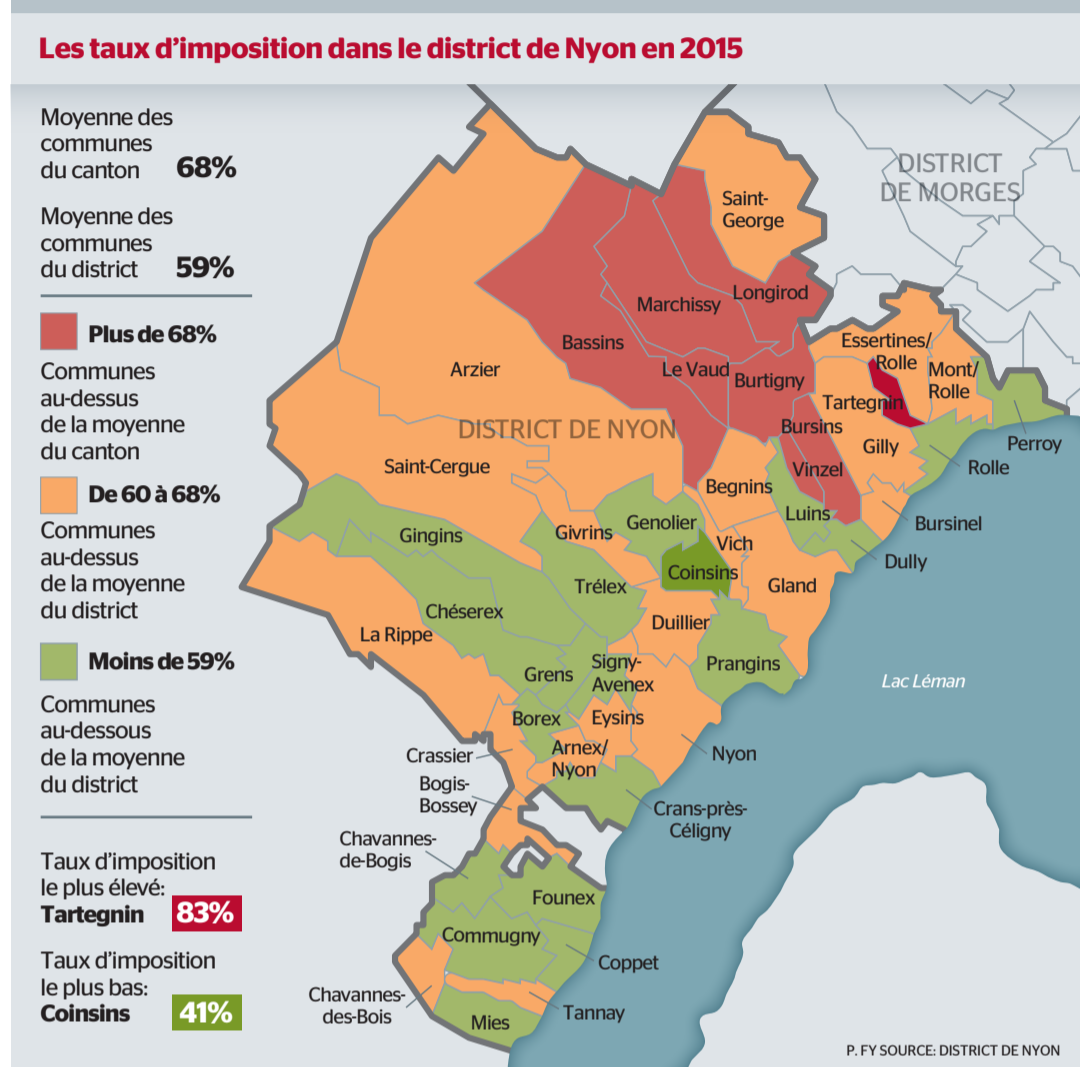 Les taux d'imposition dans le district de Nyon en 2015
Moyenne des
communes
du canton 68%
Moyenne des
communes
du district 59%
Plus de 68%
Communes
au-dessus
de la moyenne
du canton
De 60 à 68%
Communes
au-dessus
de la moyenne
du district
Moins de 59%
Communes
au-dessous
de la moyenne
du district
Taux d'imposition
le plus élevé:
Tartegnin 83%
Taux d'imposition
le plus bas:
Coinsins 41%
DISTRICT
DE MORGES
Saint-
George
Longirod
Marchissy
Bassins
Essertines/
Rolle
Arzier
Le Vaud
Burtigny
Mont/
Rolle
Tartegnin
DISTRICT DE NYON
Bursins
Gilly
Perroy
Saint-Cergue
Vinzel
Rolle
Begnins
Luins
Bursinel
Genolier
Gingins
Givrins
Vich
Dully
Coinsins
Trélex
Gland
Chéserex
Duillier
La Rippe
Signy-
Avenex
Prangins
Grens
Lac Léman
Borex
Eysins
Arnex/
Nyon
Nyon
Crassier
Bogis-
Bossey
Crans-près-
Céligny
Chavannes-
de-Bogis
Founex
Commugny
Coppet
Chavannes-
des-Bois
Tannay
Mies
P. FY SOURCE: DISTRICT DE NYON